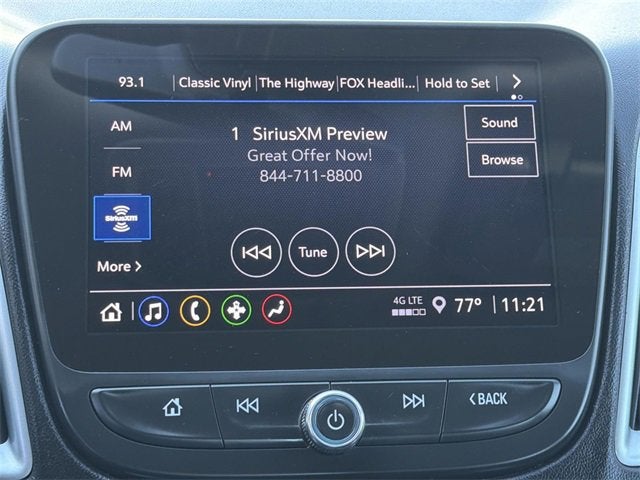 93.1 Classic Vinyl The Highway FOX Headli... Hold to Set
AM
1 SiriusXM Preview
Sound
Great Offer Now!
Browse
FM
844-711-8800
SiriusXM
Tune
More >
4G LTE
77° 11:21
< BACK